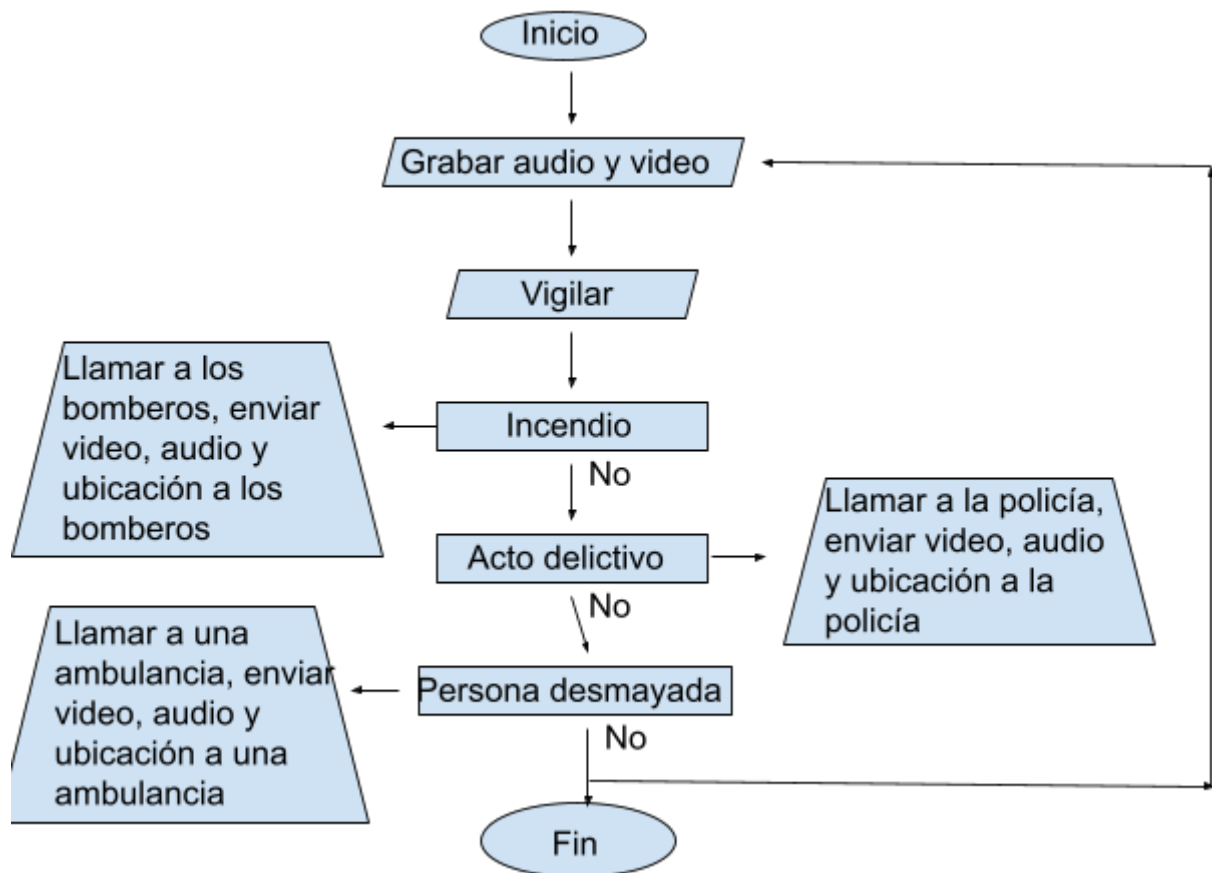 Inicio
Grabar audio y video
Vigilar
Llamar a los
bomberos, enviar
video, audio y
ubicación a los
bomberos
Incendio
No
Llamar a la policía,
enviar video, audio
y ubicación a la
policía
Acto delictivo
No
Llamar a una
ambulancia, enviar
video, audio y
ubicación a una
ambulancia
Persona desmayada
No
Fin